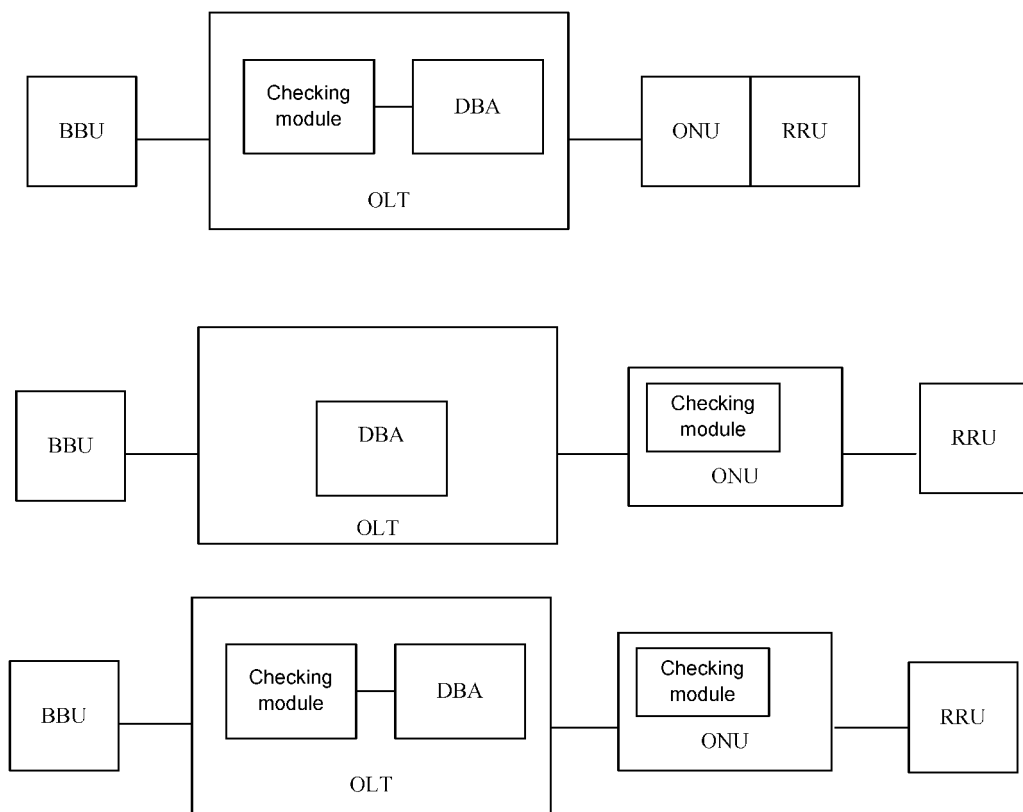 BBU
Checking
module
DBA
OLT
ONU
RRU
BBU
DBA
OLT
Checking
module
ONU
RRU
BBU
Checking
module
DBA
OLT
Checking
module
ONU
RRU